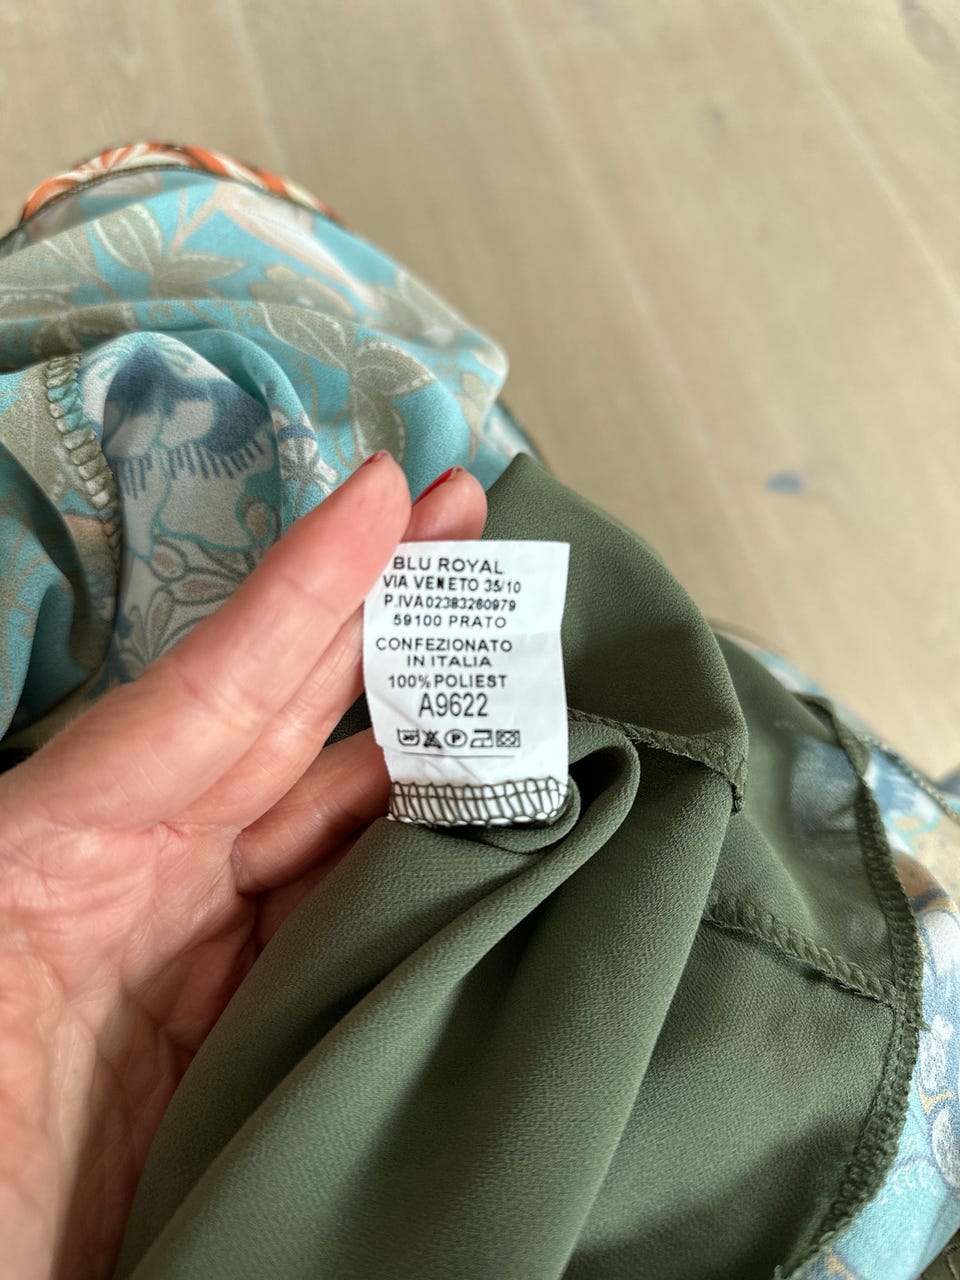 BLU ROYAL
VIA VENETO 35/10
P.IVA02383260979
59100 PRATO
CONFEZIONATO
IN ITALIA
100%POLIEST
A9622